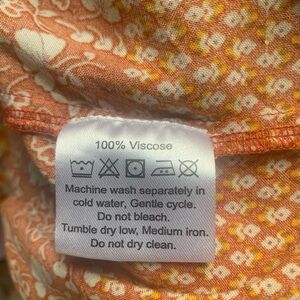 100% Viscose
Machine wash separately in
cold water, Gentle cycle.
Do not bleach.
Tumble dry low, Medium iron.
Do not dry clean.